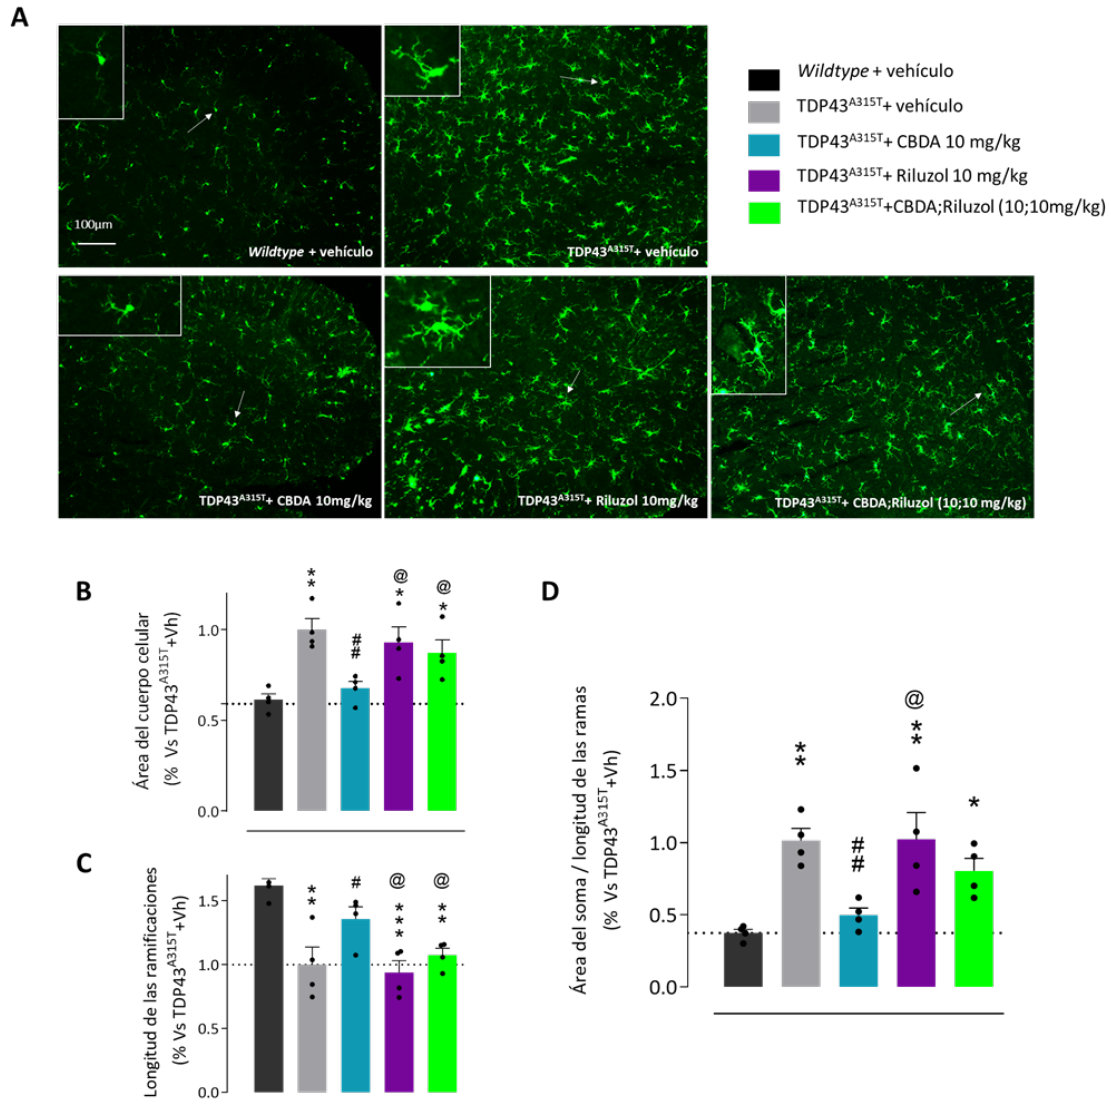 A
Wildtype + vehículo
TDP43A315T+ vehículo
TDP43A315T+ CBDA 10 mg/kg
TDP43A315T+ Riluzol 10 mg/kg
TDP43A315T+CBDA;Riluzol (10;10mg/kg)
100µm
Wildtype + vehículo
TDP43A315T+ vehículo
TDP43A315T+ CBDA 10mg/kg
TDP43A315T+ Riluzol 10mg/kg
TDP43A315T+ CBDA;Riluzol (10;10 mg/kg)
B
Área del cuerpo celular
(% Vs TDP43A315T+Vh)
1.0
0.5
0.0
**
##
@
*
@
*
C
Longitud de las ramificaciones
(% Vs TDP43A315T+Vh)
1.5
1.0
0.5
0.0
**
#
@
***
@
**
D
Área del soma / longitud de las ramas
(% Vs TDP43A315T+Vh)
2.0
1.5
1.0
0.5
0.0
**
##
@
**
*